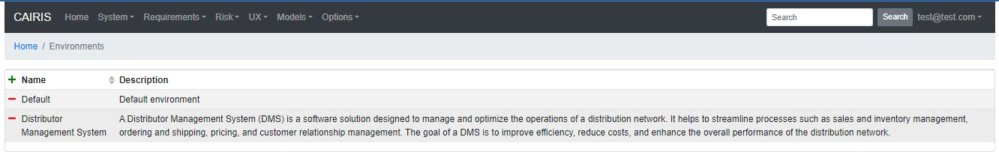 CAIRIS Home System Requirements Risk UX Models Options Search Search test@test.com
Home / Environments
Name Description
Default Default environment
Distributor A Distributor Management System (DMS) is a software solution designed to manage and optimize the operations of a distribution network. It helps to streamline processes such as sales and inventory management,
Management System ordering and shipping, pricing, and customer relationship management. The goal of a DMS is to improve efficiency, reduce costs, and enhance the overall performance of the distribution network.